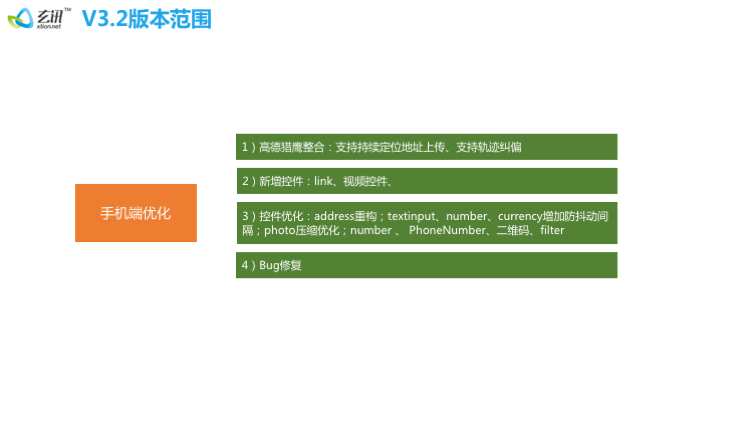 玄讯™
xtion.net
V3.2版本范围
手机端优化
1）高德猎鹰整合：支持持续定位地址上传、支持轨迹纠偏
2）新增控件：link、视频控件、
3）控件优化：address重构；textinput、number、currency增加防抖动间
隔；photo压缩优化；number 、 PhoneNumber、二维码、filter
4）Bug修复